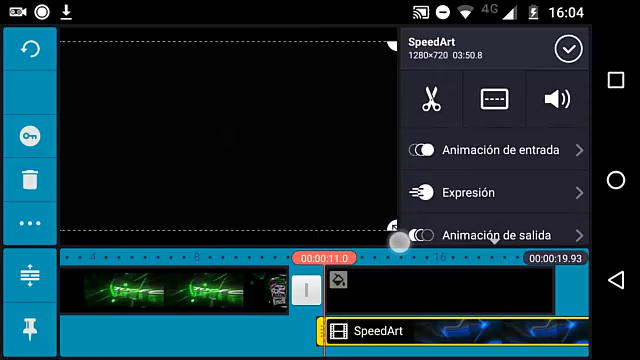 4G
16:04
SpeedArt
1280×720 03:50.8
Animación de entrada
Expresión
Animación de salida
4
8
00:00:11.0
16
00:00:19.93
SpeedArt